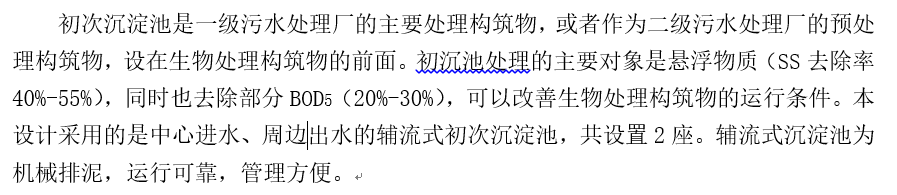 初次沉淀池是一级污水处理厂的主要处理构筑物，或者作为二级污水处理厂的预处
理构筑物，设在生物处理构筑物的前面。初沉池处理的主要对象是悬浮物质（SS 去除率
40%-55%），同时也去除部分 BOD5（20%-30%），可以改善生物处理构筑物的运行条件。本
设计采用的是中心进水、周边出水的辅流式初次沉淀池，共设置 2 座。辅流式沉淀池为
机械排泥，运行可靠，管理方便。